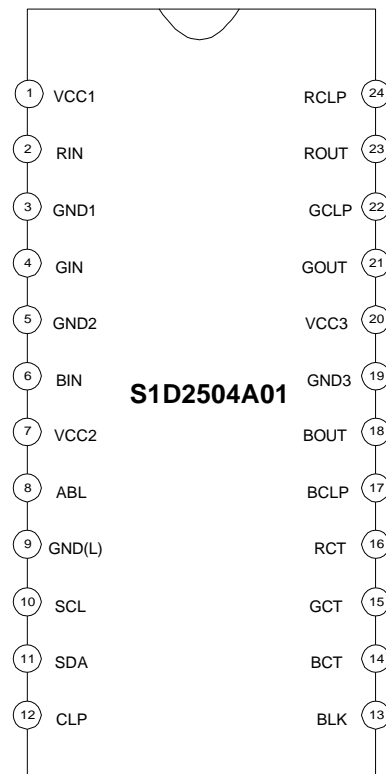 1 VCC1 RCLP 24
2 RIN ROUT 23
3 GND1 GCLP 22
4 GIN GOUT 21
5 GND2 VCC3 20
6 BIN GND3 19
S1D2504A01
7 VCC2 BOUT 18
8 ABL BCLP 17
9 GND(L) RCT 16
10 SCL GCT 15
11 SDA BCT 14
12 CLP BLK 13